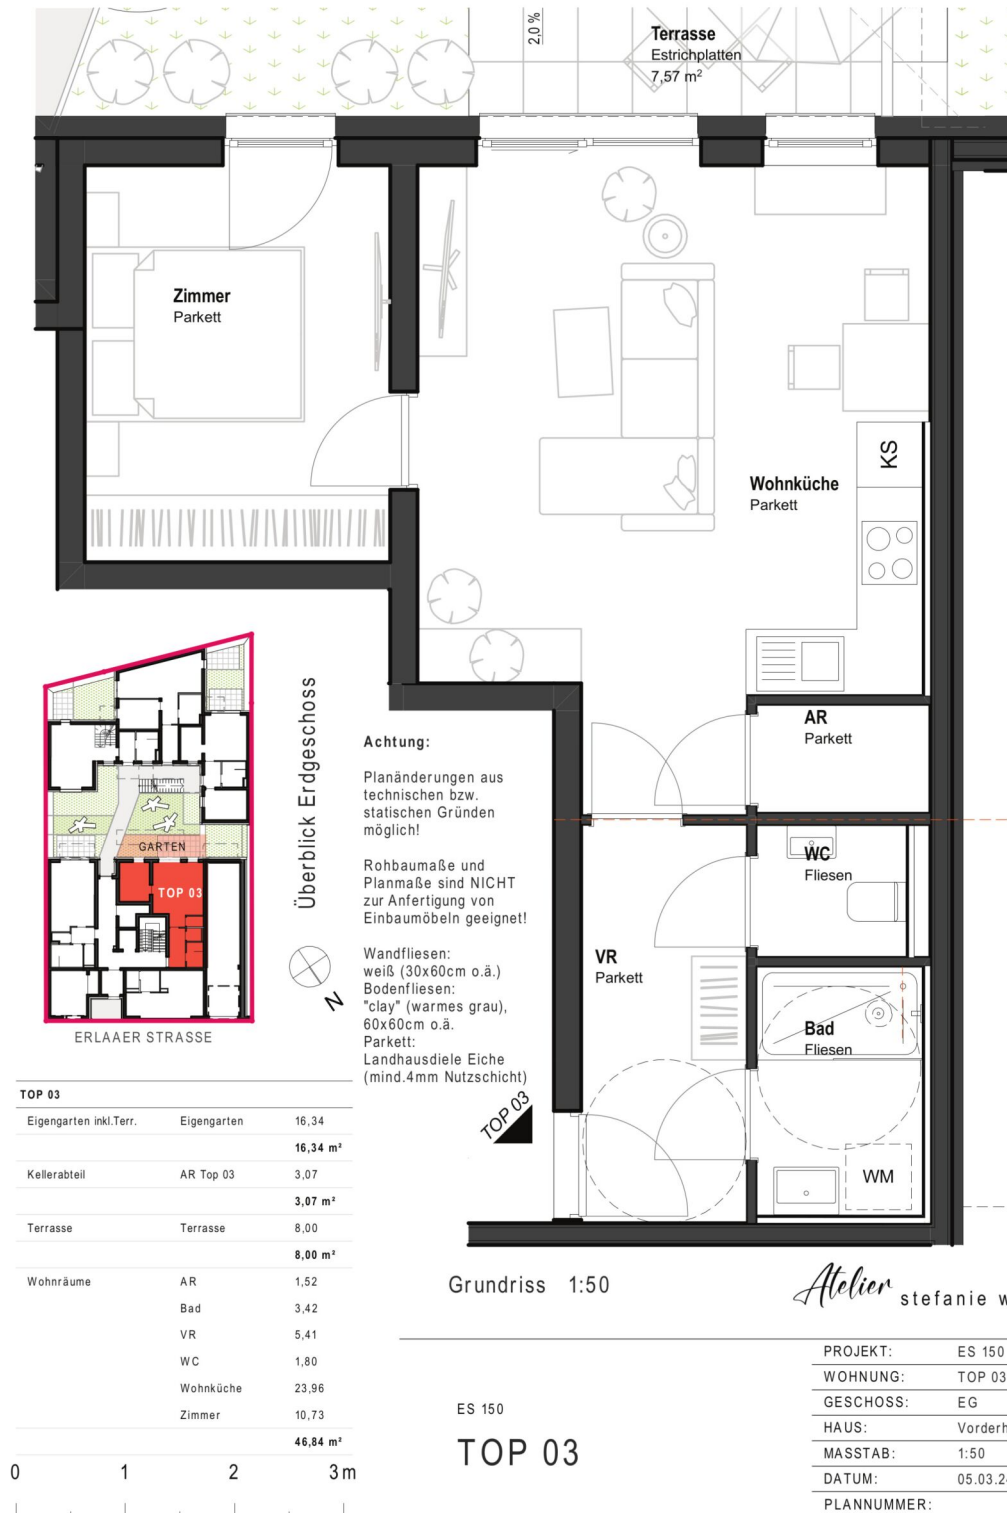 2,0 %
Terrasse
Estrichplatten
7,57 m²
Zimmer
Parkett
KS
Wohnküche
Parkett
AR
Parkett
WC
Fliesen
VR
Parkett
Bad
Fliesen
WM
TOP 03
GARTEN
TOP 03
ERLAAER STRASSE
Überblick Erdgeschoss
N
Achtung:
Planänderungen aus
technischen bzw.
statischen Gründen
möglich!
Rohbaumaße und
Planmaße sind NICHT
zur Anfertigung von
Einbaumöbeln geeignet!
Wandfliesen:
weiß (30x60cm o.ä.)
Bodenfliesen:
"clay" (warmes grau),
60x60cm o.ä.
Parkett:
Landhausdiele Eiche
(mind.4mm Nutzschicht)
TOP 03
Eigengarten inkl.Terr. Eigengarten 16,34
16,34 m²
Kellerabteil AR Top 03 3,07
3,07 m²
Terrasse Terrasse 8,00
8,00 m²
Wohnräume AR 1,52
Bad 3,42
VR 5,41
WC 1,80
Wohnküche 23,96
Zimmer 10,73
46,84 m²
0 1 2 3m
Grundriss 1:50
Atelier stefanie w
ES 150
TOP 03
PROJEKT: ES 150
WOHNUNG: TOP 03
GESCHOSS: EG
HAUS: Vorderh
MASSTAB: 1:50
DATUM: 05.03.2
PLANNUMMER: